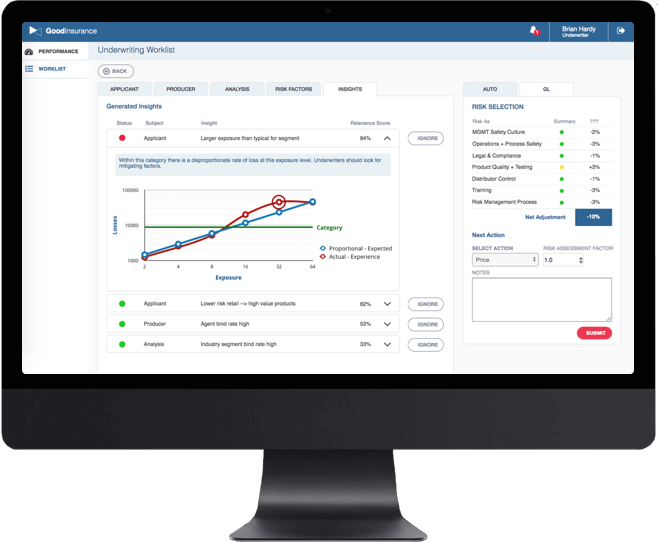 GoodInsurance
1
Brian Hardy
Underwriter
PERFORMANCE
WORKLIST
Underwriting Worklist
BACK
APPLICANT PRODUCER ANALYSIS RISK FACTORS INSIGHTS
Generated Insights
Status Subject Insight Relevance Score
Applicant Larger exposure than typical for segment 84% IGNORE
Within this category there is a disproportionate rate of loss at this exposure level. Underwriters should look for
mitigating factors.
Losses
100000
10000
1000
2 4 8 16 32 64
Exposure
Category
Proportional - Expected
Actual - Experience
Applicant Lower risk retail --> high value products 62% IGNORE
Producer Agent bind rate high 53% IGNORE
Analysis Industry segment bind rate high 33% IGNORE
AUTO GL
RISK SELECTION
Risk As Summary ???
MGMT Safety Culture -2%
Operations + Process Safety -3%
Legal & Compliance -1%
Product Quality + Testing +3%
Distributor Control -1%
Training -3%
Risk Management Process -3%
Net Adjustment -10%
Next Action
SELECT ACTION RISK ASSESSMENT FACTOR
Price 1.0
NOTES
SUBMIT